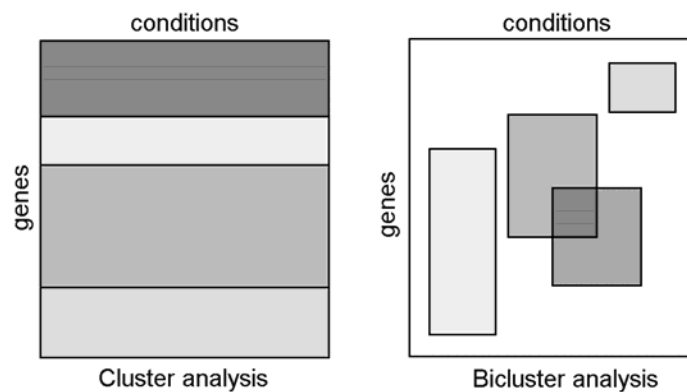 conditions
genes
Cluster analysis
conditions
genes
Bicluster analysis